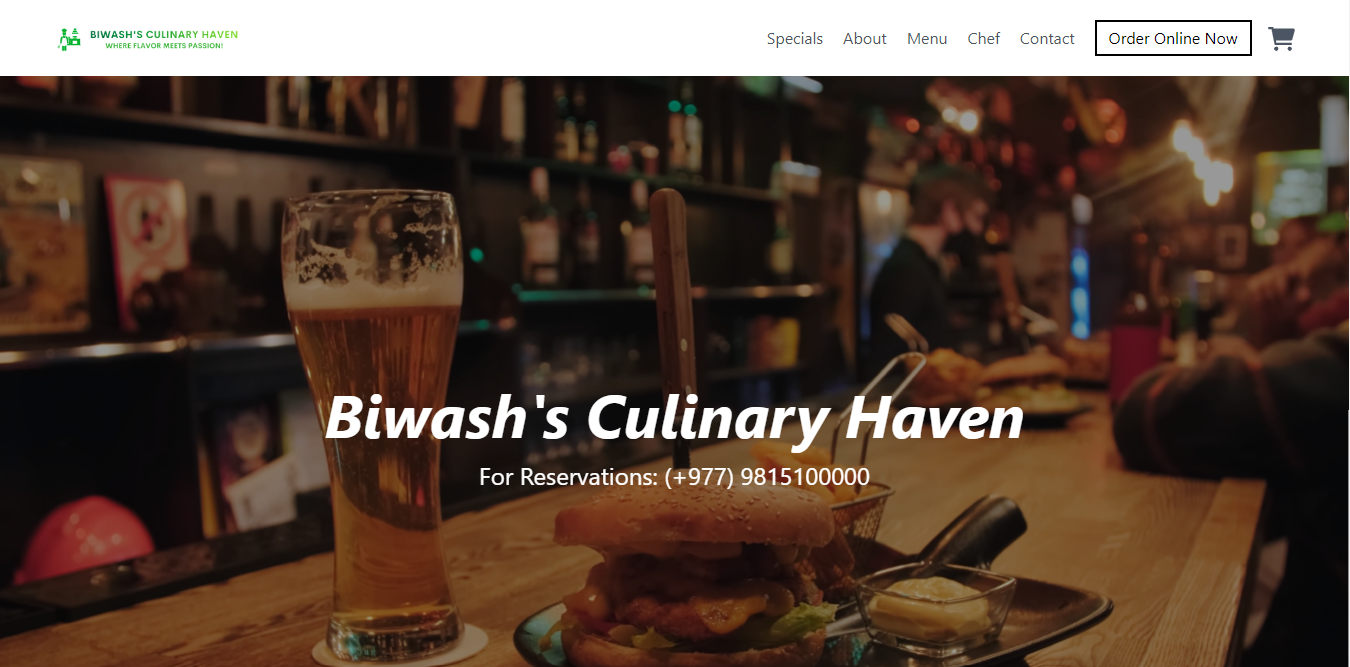 BIWASH'S CULINARY HAVEN
WHERE FLAVOR MEETS PASSION!
Specials About Menu Chef Contact Order Online Now
Biwash's Culinary Haven
For Reservations: (+977) 9815100000